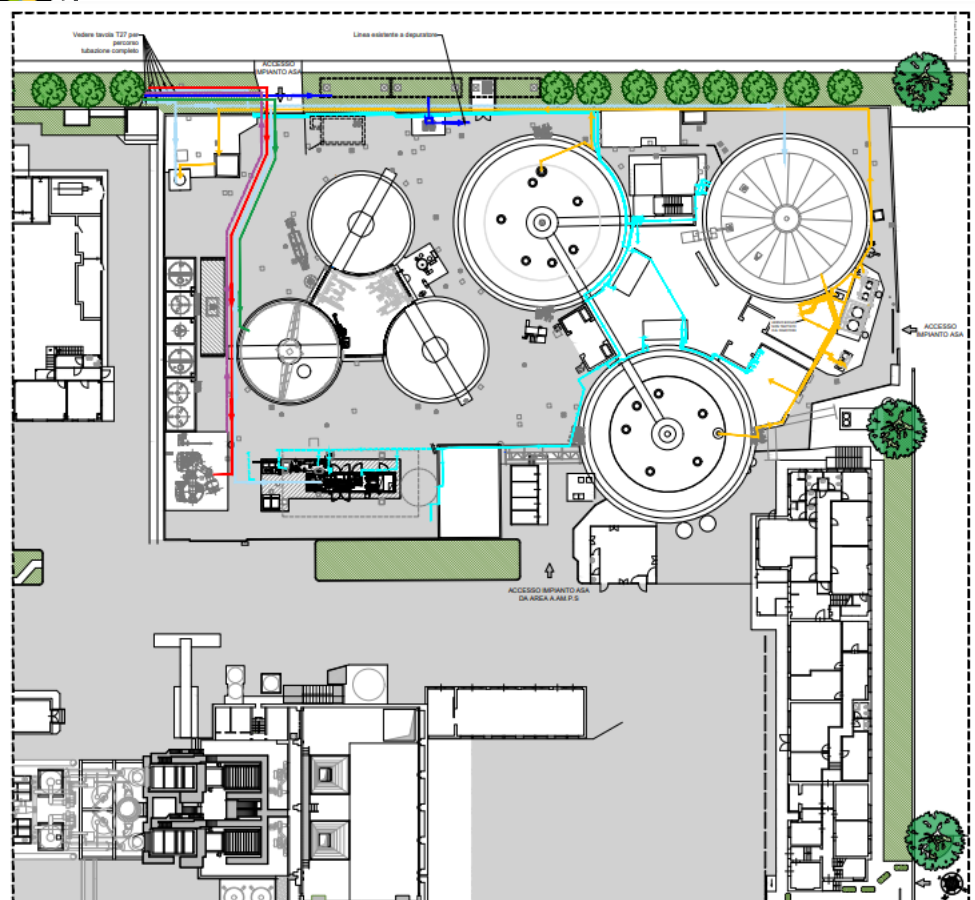 Vedere tavola T27 per
percorso
tubazione completo
Linea esistente a depuratore
ACCESSO
IMPIANTO ASA
ACCESSO
IMPIANTO ASA
ACCESSO IMPIANTO ASA
DA AREA A.AM.P.S